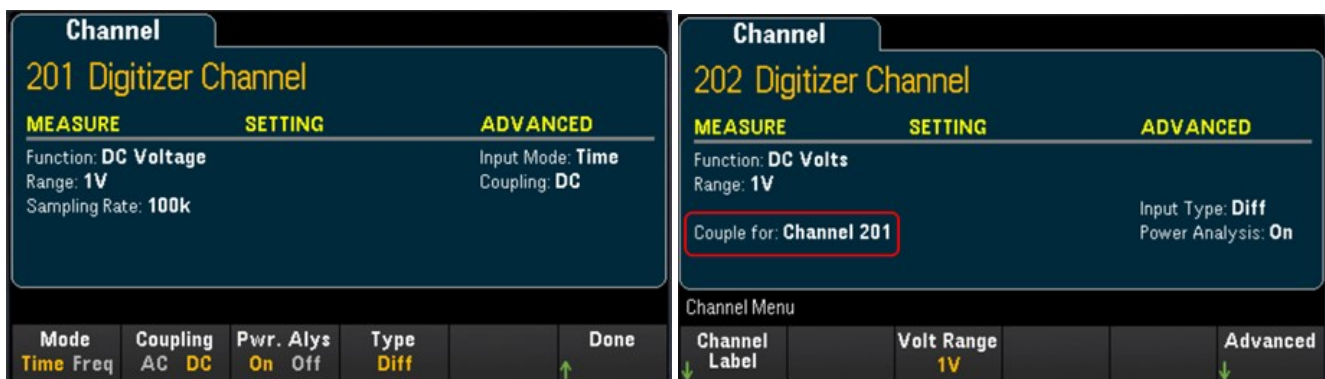 Channel
201 Digitizer Channel
MEASURE SETTING ADVANCED
Function: DC Voltage Input Mode: Time
Range: 1V Coupling: DC
Sampling Rate: 100k
Mode Coupling Pwr. Alys Type Done
Time Freq AC DC On Off Diff
Channel
202 Digitizer Channel
MEASURE SETTING ADVANCED
Function: DC Volts
Range: 1V
Input Type: Diff
Couple for: Channel 201 Power Analysis: On
Channel Menu
Channel Volt Range Advanced
Label 1V